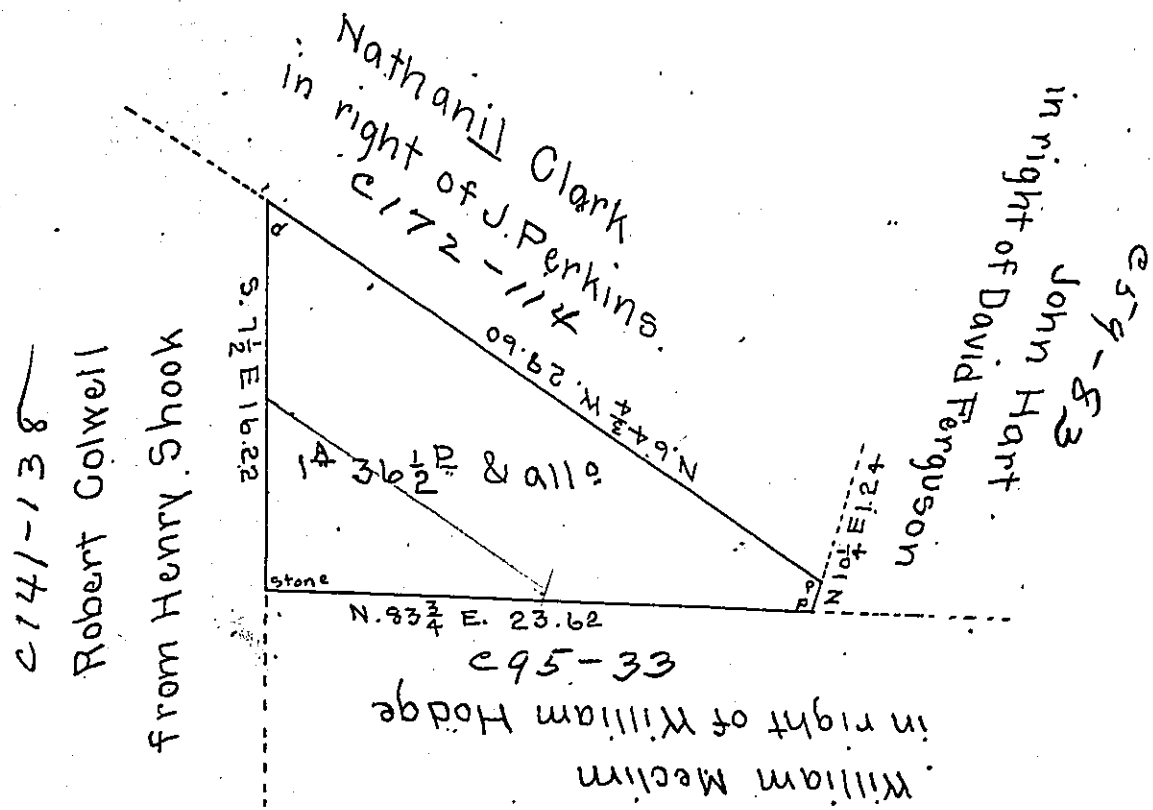 Nathanil Clark
in right of J. Perkins.
C172-114
C59-83
John Hart
in right of David Ferguson
C141-138
Robert Colwell
from Henry Shook
S. 7½ E 16.22
N. 64¾ W. 29.60
1A 36½P & allo
N 10¼ E 1.24
stone
P
P
N. 83¾ E. 23.62
C95-33
in right of William Hodge
William Meclim